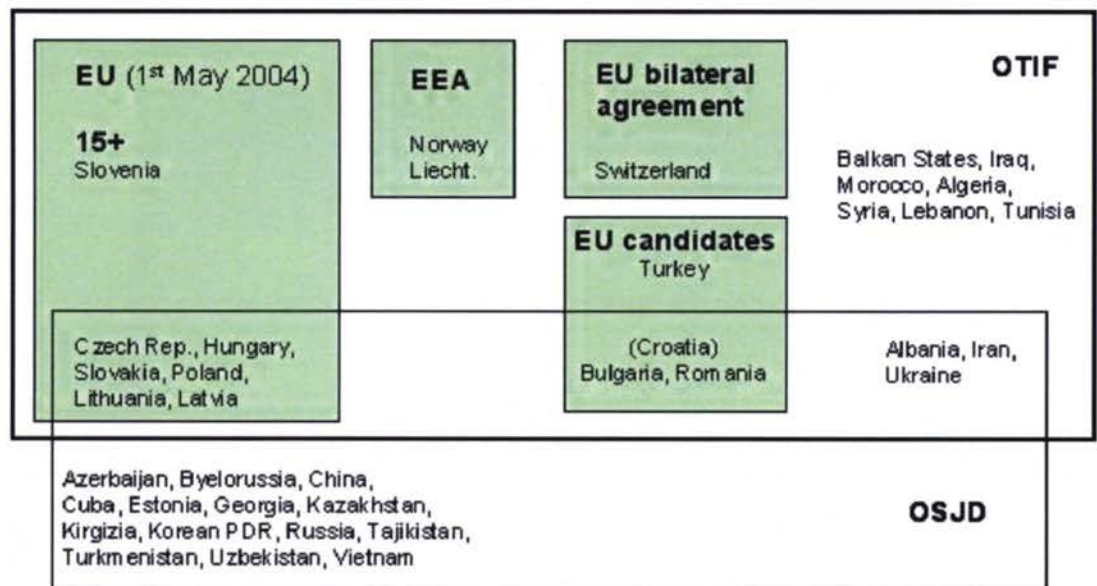 EU (1st May 2004)
15+
Slovenia
Czech Rep., Hungary,
Slovakia, Poland,
Lithuania, Latvia
EEA
Norway
Liecht.
EU bilateral
agreement
Switzerland
EU candidates
Turkey
(Croatia)
Bulgaria, Romania
OTIF
Balkan States, Iraq,
Morocco, Algeria,
Syria, Lebanon, Tunisia
Albania, Iran,
Ukraine
Azerbaijan, Byelorussia, China,
Cuba, Estonia, Georgia, Kazakhstan,
Kirgizia, Korean PDR, Russia, Tajikistan,
Turkmenistan, Uzbekistan, Vietnam
OSJD